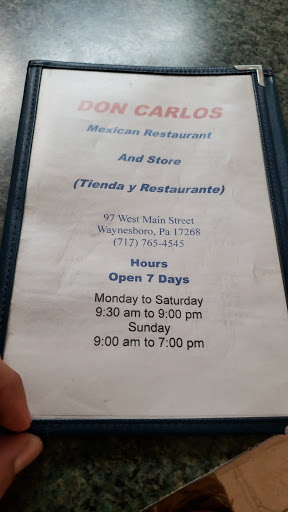 DON CARLOS
Mexican Restaurant
And Store
(Tienda y Restaurante)
97 West Main Street
Waynesboro, Pa 17268
(717) 765-4545
Hours
Open 7 Days
Monday to Saturday
9:30 am to 9:00 pm
Sunday
9:00 am to 7:00 pm